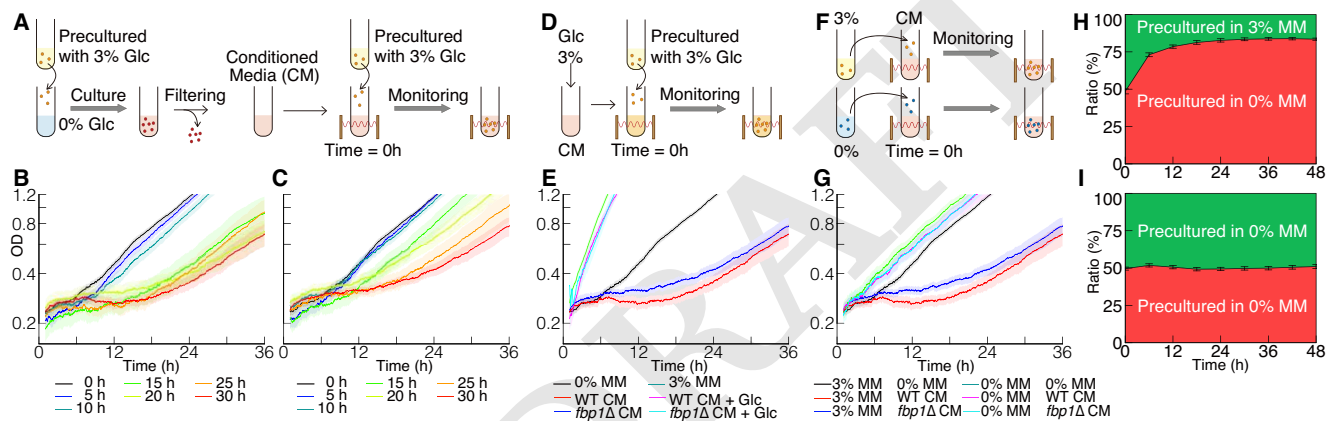 A
Precultured
with 3% Glc
0% Glc
Culture
Filtering
Conditioned
Media (CM)
Precultured
with 3% Glc
Monitoring
Time = 0h
D
Glc
3%
CM
Precultured
with 3% Glc
Monitoring
Time = 0h
F
3%
CM
Monitoring
0%
Time = 0h
H
100
75
50
25
0
Ratio (%)
Precultured in 3% MM
Precultured in 0% MM
0 12 24 36 48
B
1.2
0.8
0.4
0.2
OD
0 12 24 36
Time (h)
0 h 15 h 25 h
5 h 20 h 30 h
10 h
C
0 12 24 36
Time (h)
0 h 15 h 25 h
5 h 20 h 30 h
10 h
E
1.2
0.8
0.4
0.2
0 12 24 36
Time (h)
0% MM 3% MM
WT CM WT CM + Glc
fbp1Δ CM fbp1Δ CM + Glc
G
1.2
0.8
0.4
0.2
0 12 24 36
Time (h)
3% MM 0% MM 0% MM 0% MM
3% MM WT CM 0% MM WT CM
3% MM fbp1Δ CM 0% MM fbp1Δ CM
I
100
75
50
25
0
Ratio (%)
Precultured in 0% MM
Precultured in 0% MM
0 12 24 36 48
Time (h)
DRAFT